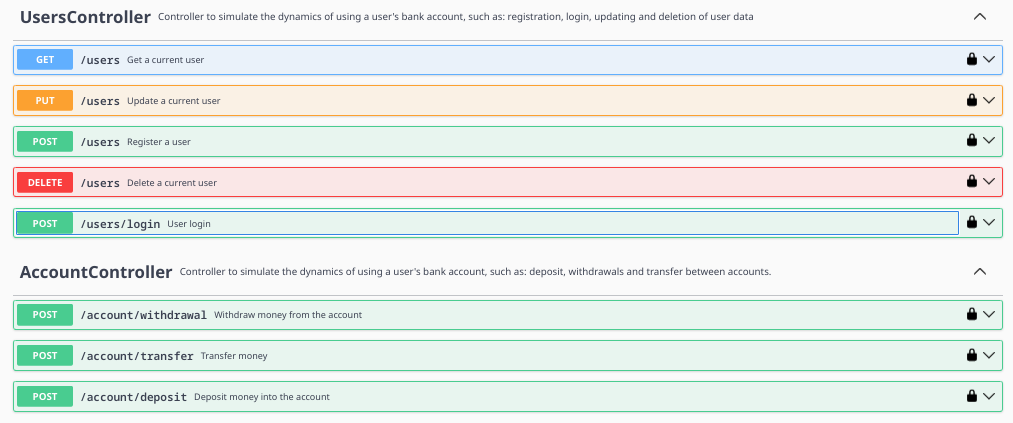 UsersController Controller to simulate the dynamics of using a user's bank account, such as: registration, login, updating and deletion of user data
GET /users Get a current user
PUT /users Update a current user
POST /users Register a user
DELETE /users Delete a current user
POST /users/login User login
AccountController Controller to simulate the dynamics of using a user's bank account, such as: deposit, withdrawals and transfer between accounts.
POST /account/withdrawal Withdraw money from the account
POST /account/transfer Transfer money
POST /account/deposit Deposit money into the account